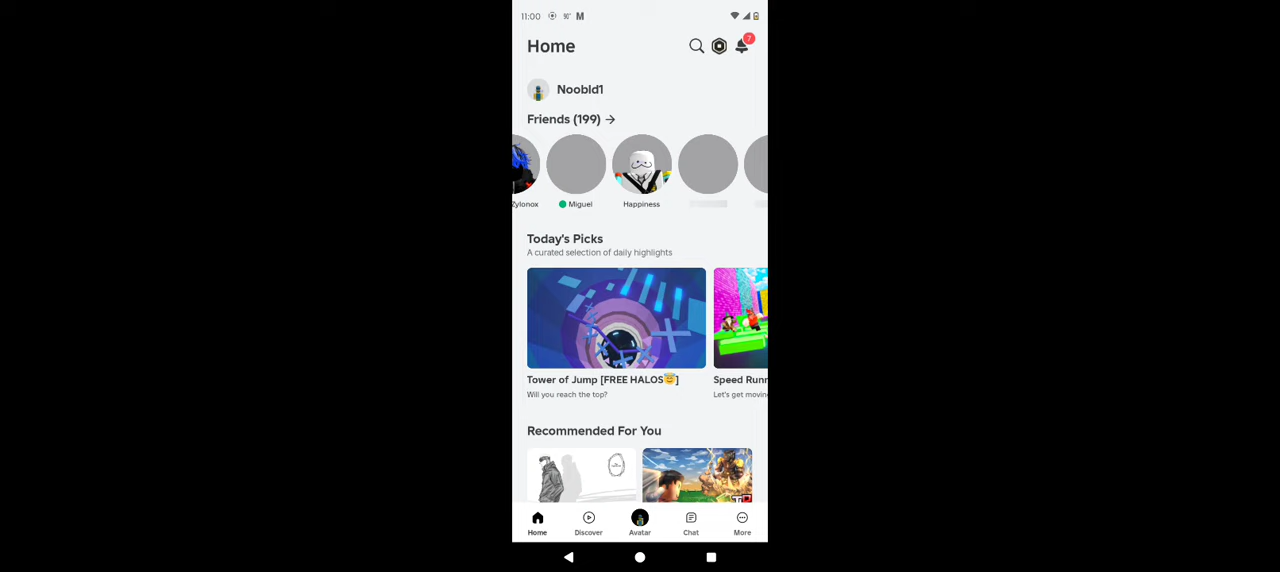 11:00 90° M
Home
7
Noobld1
Friends (199)
Zylonox Miguel Happiness
Today's Picks
A curated selection of daily highlights
Tower of Jump [FREE HALOS😇] Speed Runn
Will you reach the top? Let's get movin
Recommended For You
Home Discover Avatar Chat More